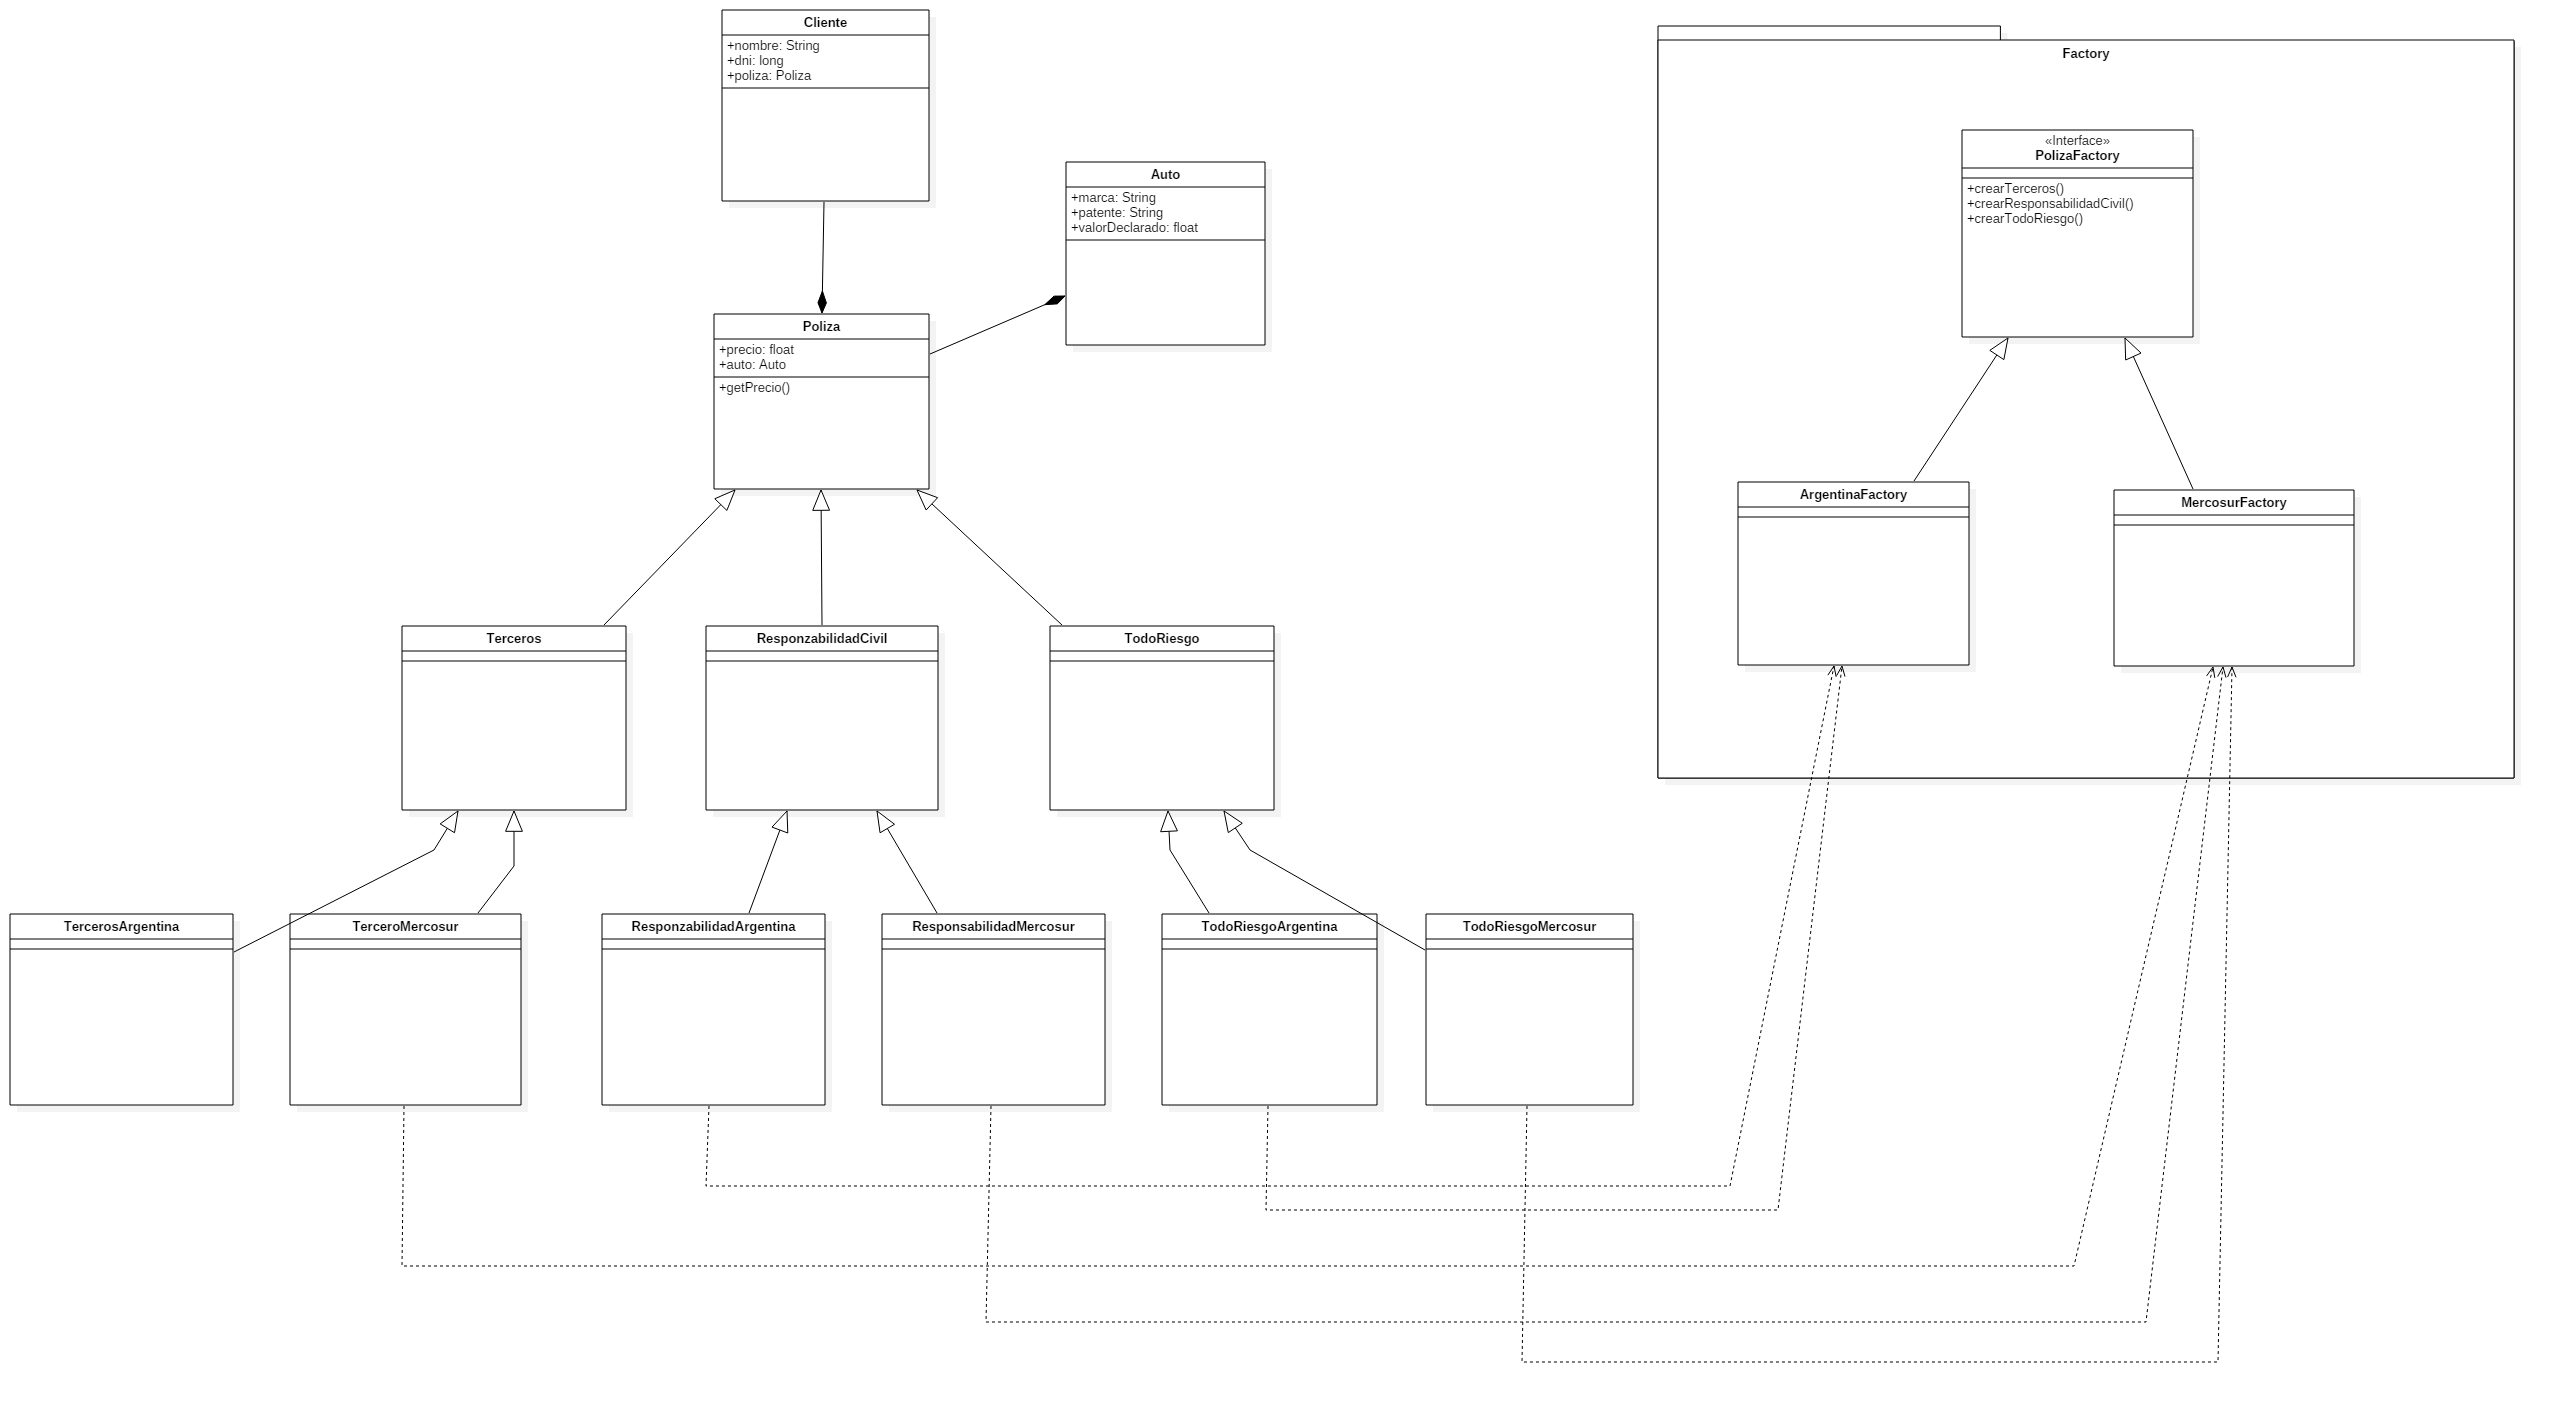 Cliente
+nombre: String
+dni: long
+poliza: Poliza
Factory
«Interface»
PolizaFactory
+crearTerceros()
+crearResponsabilidadCivil()
+crearTodoRiesgo()
Auto
+marca: String
+patente: String
+valorDeclarado: float
Poliza
+precio: float
+auto: Auto
+getPrecio()
ArgentinaFactory
MercosurFactory
Terceros
ResponzabilidadCivil
TodoRiesgo
TercerosArgentina
TerceroMercosur
ResponzabilidadArgentina
ResponsabilidadMercosur
TodoRiesgoArgentina
TodoRiesgoMercosur